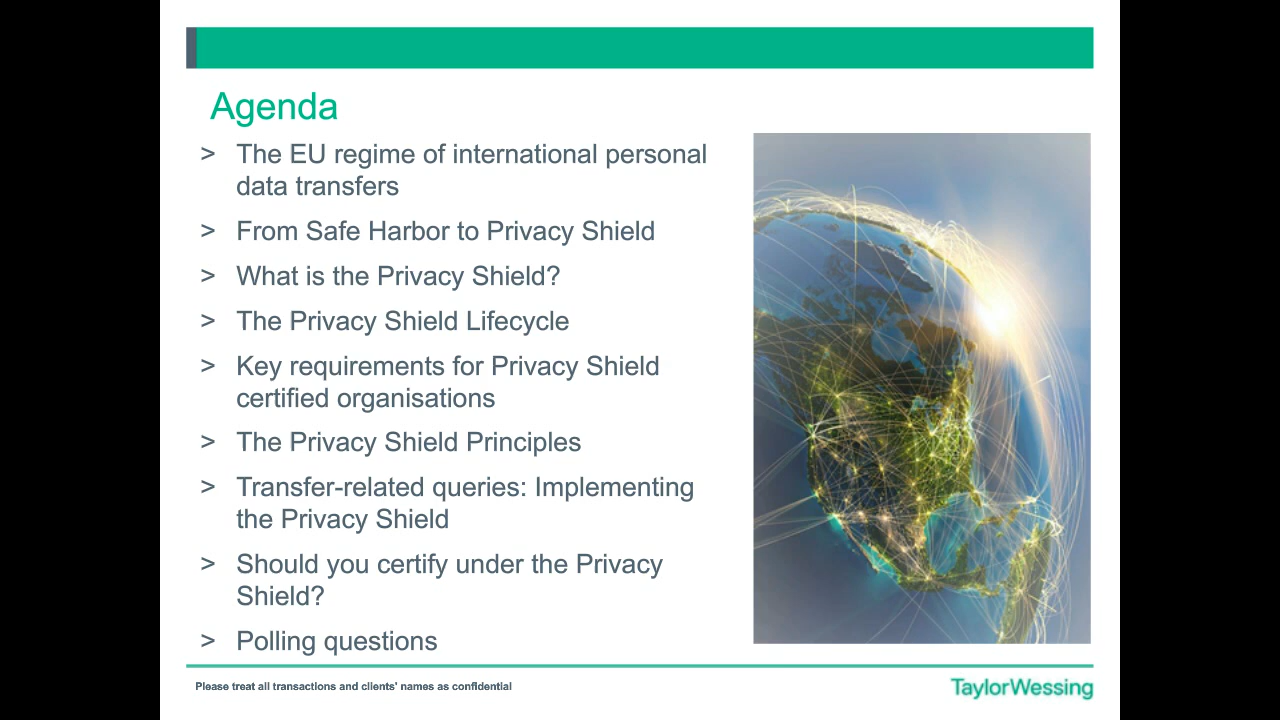 Agenda
> The EU regime of international personal
data transfers
> From Safe Harbor to Privacy Shield
> What is the Privacy Shield?
> The Privacy Shield Lifecycle
> Key requirements for Privacy Shield
certified organisations
> The Privacy Shield Principles
> Transfer-related queries: Implementing
the Privacy Shield
> Should you certify under the Privacy
Shield?
> Polling questions
Please treat all transactions and clients' names as confidential
TaylorWessing